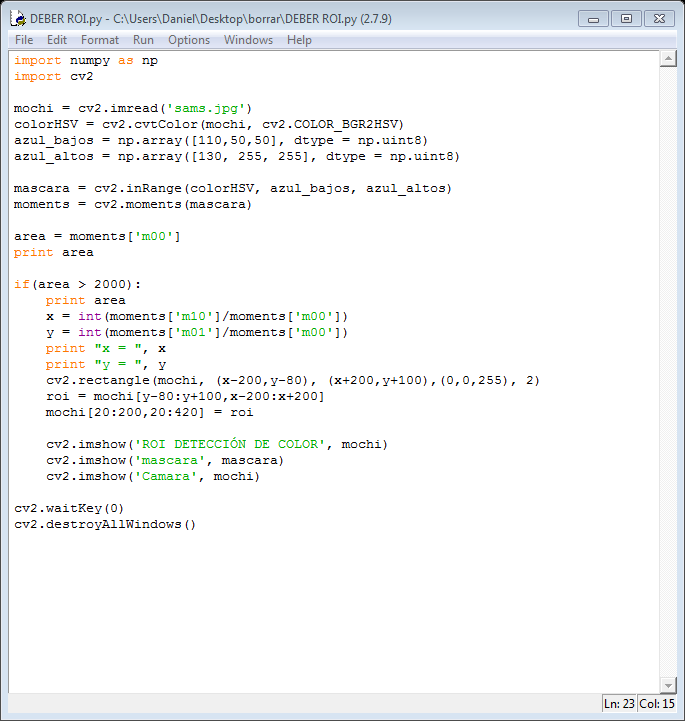 DEBER ROI.py - C:\Users\Daniel\Desktop\borrar\DEBER ROI.py (2.7.9)
File Edit Format Run Options Windows Help
import numpy as np
import cv2
mochi = cv2.imread('sams.jpg')
colorHSV = cv2.cvtColor(mochi, cv2.COLOR_BGR2HSV)
azul_bajos = np.array([110,50,50], dtype = np.uint8)
azul_altos = np.array([130, 255, 255], dtype = np.uint8)
mascara = cv2.inRange(colorHSV, azul_bajos, azul_altos)
moments = cv2.moments(mascara)
area = moments['m00']
print area
if(area > 2000):
    print area
    x = int(moments['m10']/moments['m00'])
    y = int(moments['m01']/moments['m00'])
    print "x = ", x
    print "y = ", y
    cv2.rectangle(mochi, (x-200,y-80), (x+200,y+100),(0,0,255), 2)
    roi = mochi[y-80:y+100,x-200:x+200]
    mochi[20:200,20:420] = roi
    cv2.imshow('ROI DETECCIÓN DE COLOR', mochi)
    cv2.imshow('mascara', mascara)
    cv2.imshow('Camara', mochi)
cv2.waitKey(0)
cv2.destroyAllWindows()
Ln: 23 Col: 15